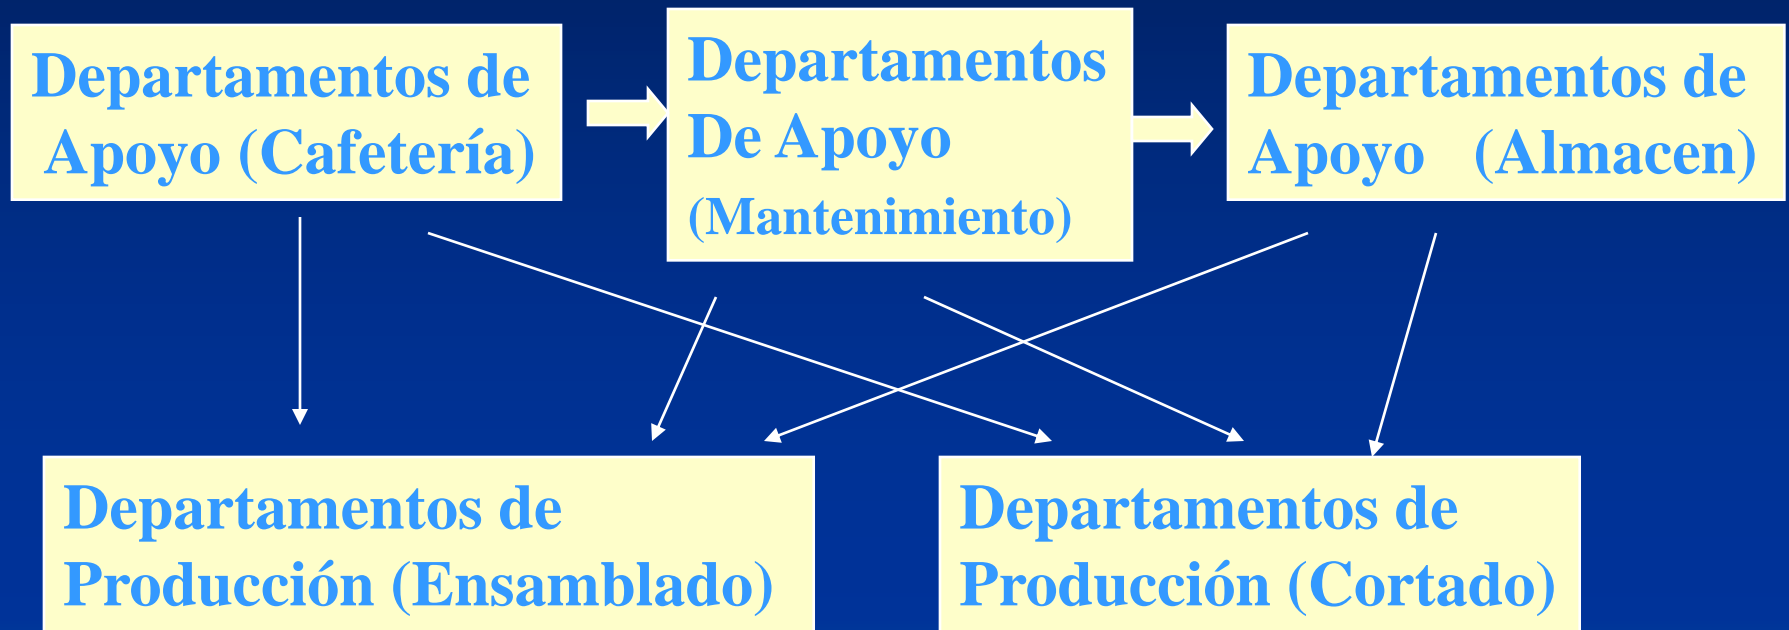 Departamentos de
Apoyo (Cafetería)
Departamentos
De Apoyo
(Mantenimiento)
Departamentos de
Apoyo (Almacen)
Departamentos de
Producción (Ensamblado)
Departamentos de
Producción (Cortado)